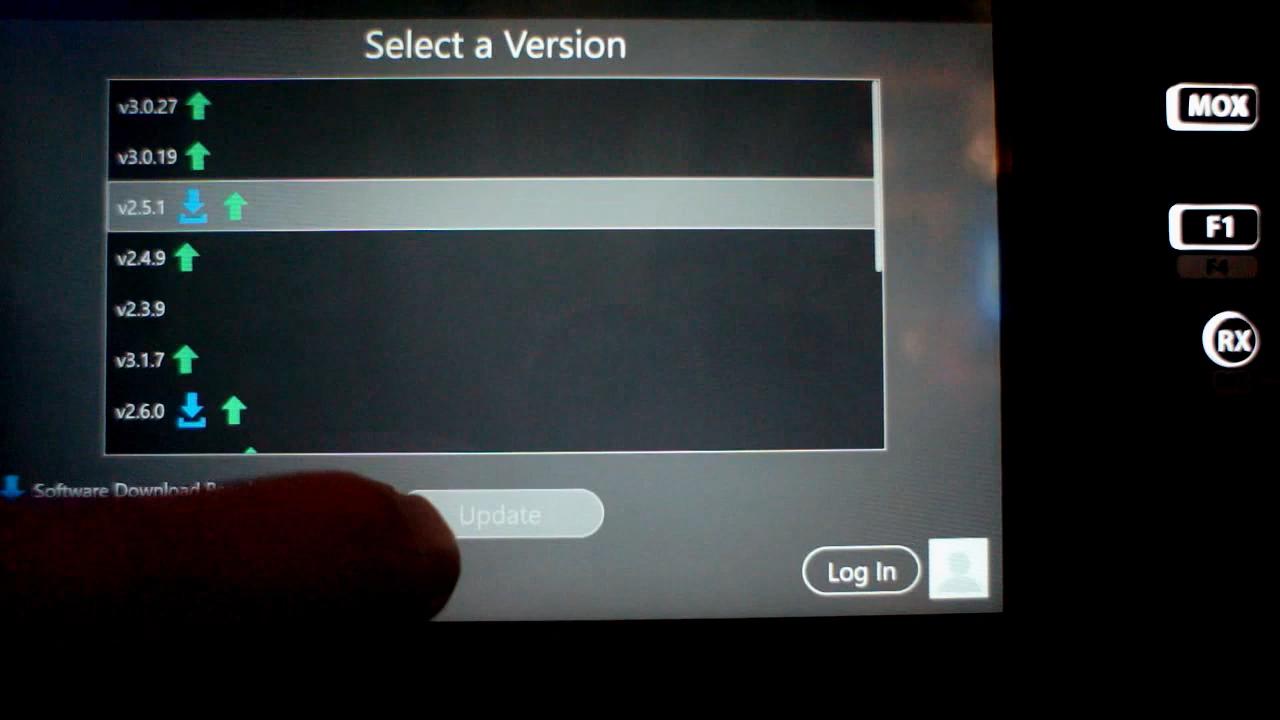 Select a Version
v3.0.27
v3.0.19
v2.5.1
v2.4.9
v2.3.9
v3.1.7
v2.6.0
Software Download
Update
Log In
MOX
F1
F4
RX